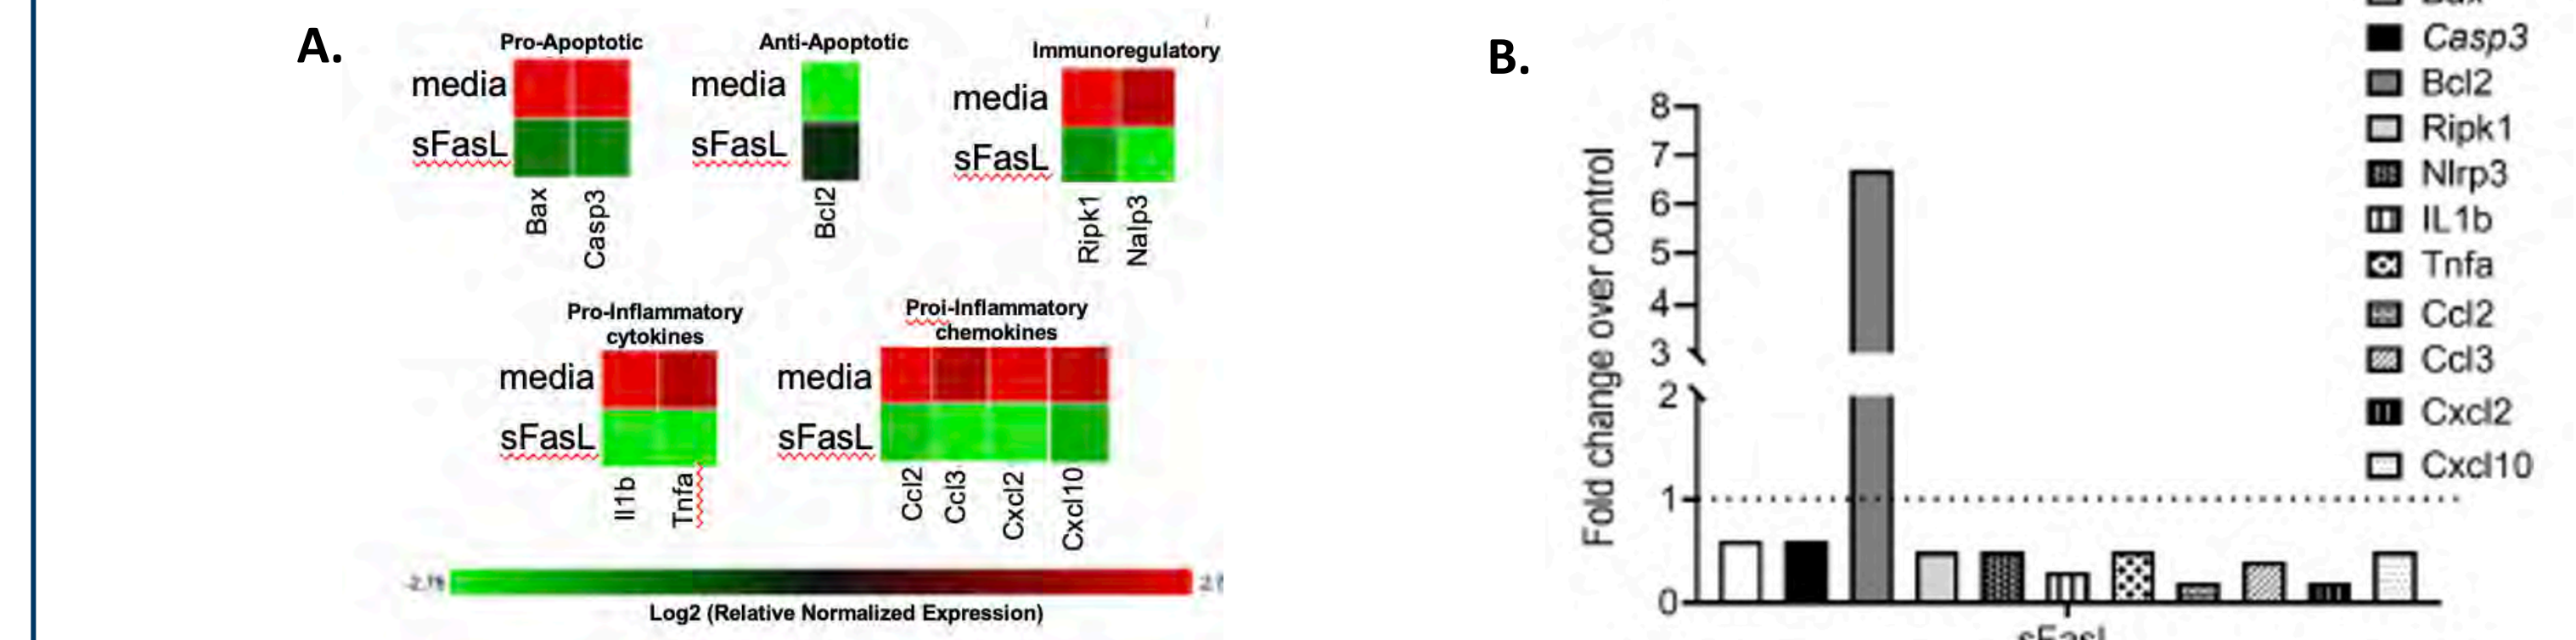 A.
Pro-Apoptotic
media
sFasL
Bax
Casp3
Anti-Apoptotic
media
sFasL
Bcl2
Immunoregulatory
media
sFasL
Ripk1
Nalp3
Pro-Inflammatory
cytokines
media
sFasL
Il1b
Tnfa
Proi-Inflammatory
chemokines
media
sFasL
Ccl2
Ccl3
Cxcl2
Cxcl10
Log2 (Relative Normalized Expression)
B.
Fold change over control
8
7
6
5
4
3
2
1
0
sFasL
Bax
Casp3
Bcl2
Ripk1
Nlrp3
IL1b
Tnfa
Ccl2
Ccl3
Cxcl2
Cxcl10